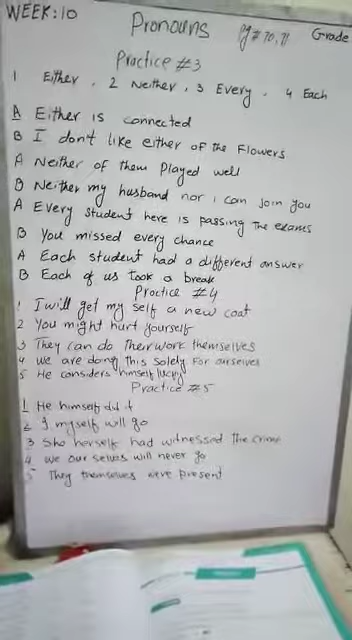 WEEK:10
Pronouns Pg# 70, 71 Grade
Practice #3
1 Either, 2 Neither, 3 Every, 4 Each
A Either is connected
B I don't like either of the Flowers
A Neither of them Played well
B Neither my husband nor i can join you
A Every student here is passing The exams
B You missed every chance
A Each student had a different answer
B Each of us took a break
Practice #4
1 I will get my self a new coat
2 You might hurt yourself
3 They can do Their work themselves
4 we are doing This solely For ourselves
5 He considers himself lucky
Practice #5
1 He himself did it
2 I myself will go
3 She herself had witnessed The crime
4 we our selves will never go
5 They themselves were present